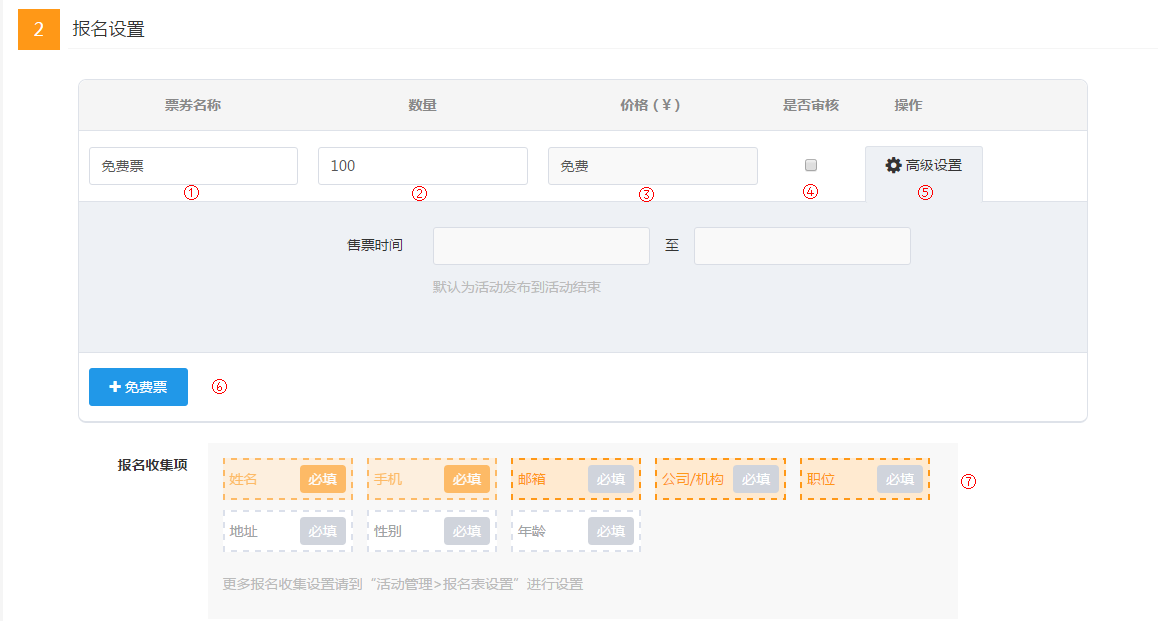 2 报名设置
票券名称 数量 价格 ( ¥ ) 是否审核 操作
免费票 100 免费 高级设置
① ② ③ ④ ⑤
售票时间 至
默认为活动发布到活动结束
+ 免费票 ⑥
报名收集项
姓名 必填 手机 必填 邮箱 必填 公司/机构 必填 职位 必填 ⑦
地址 必填 性别 必填 年龄 必填
更多报名收集设置请到“活动管理>报名表设置”进行设置